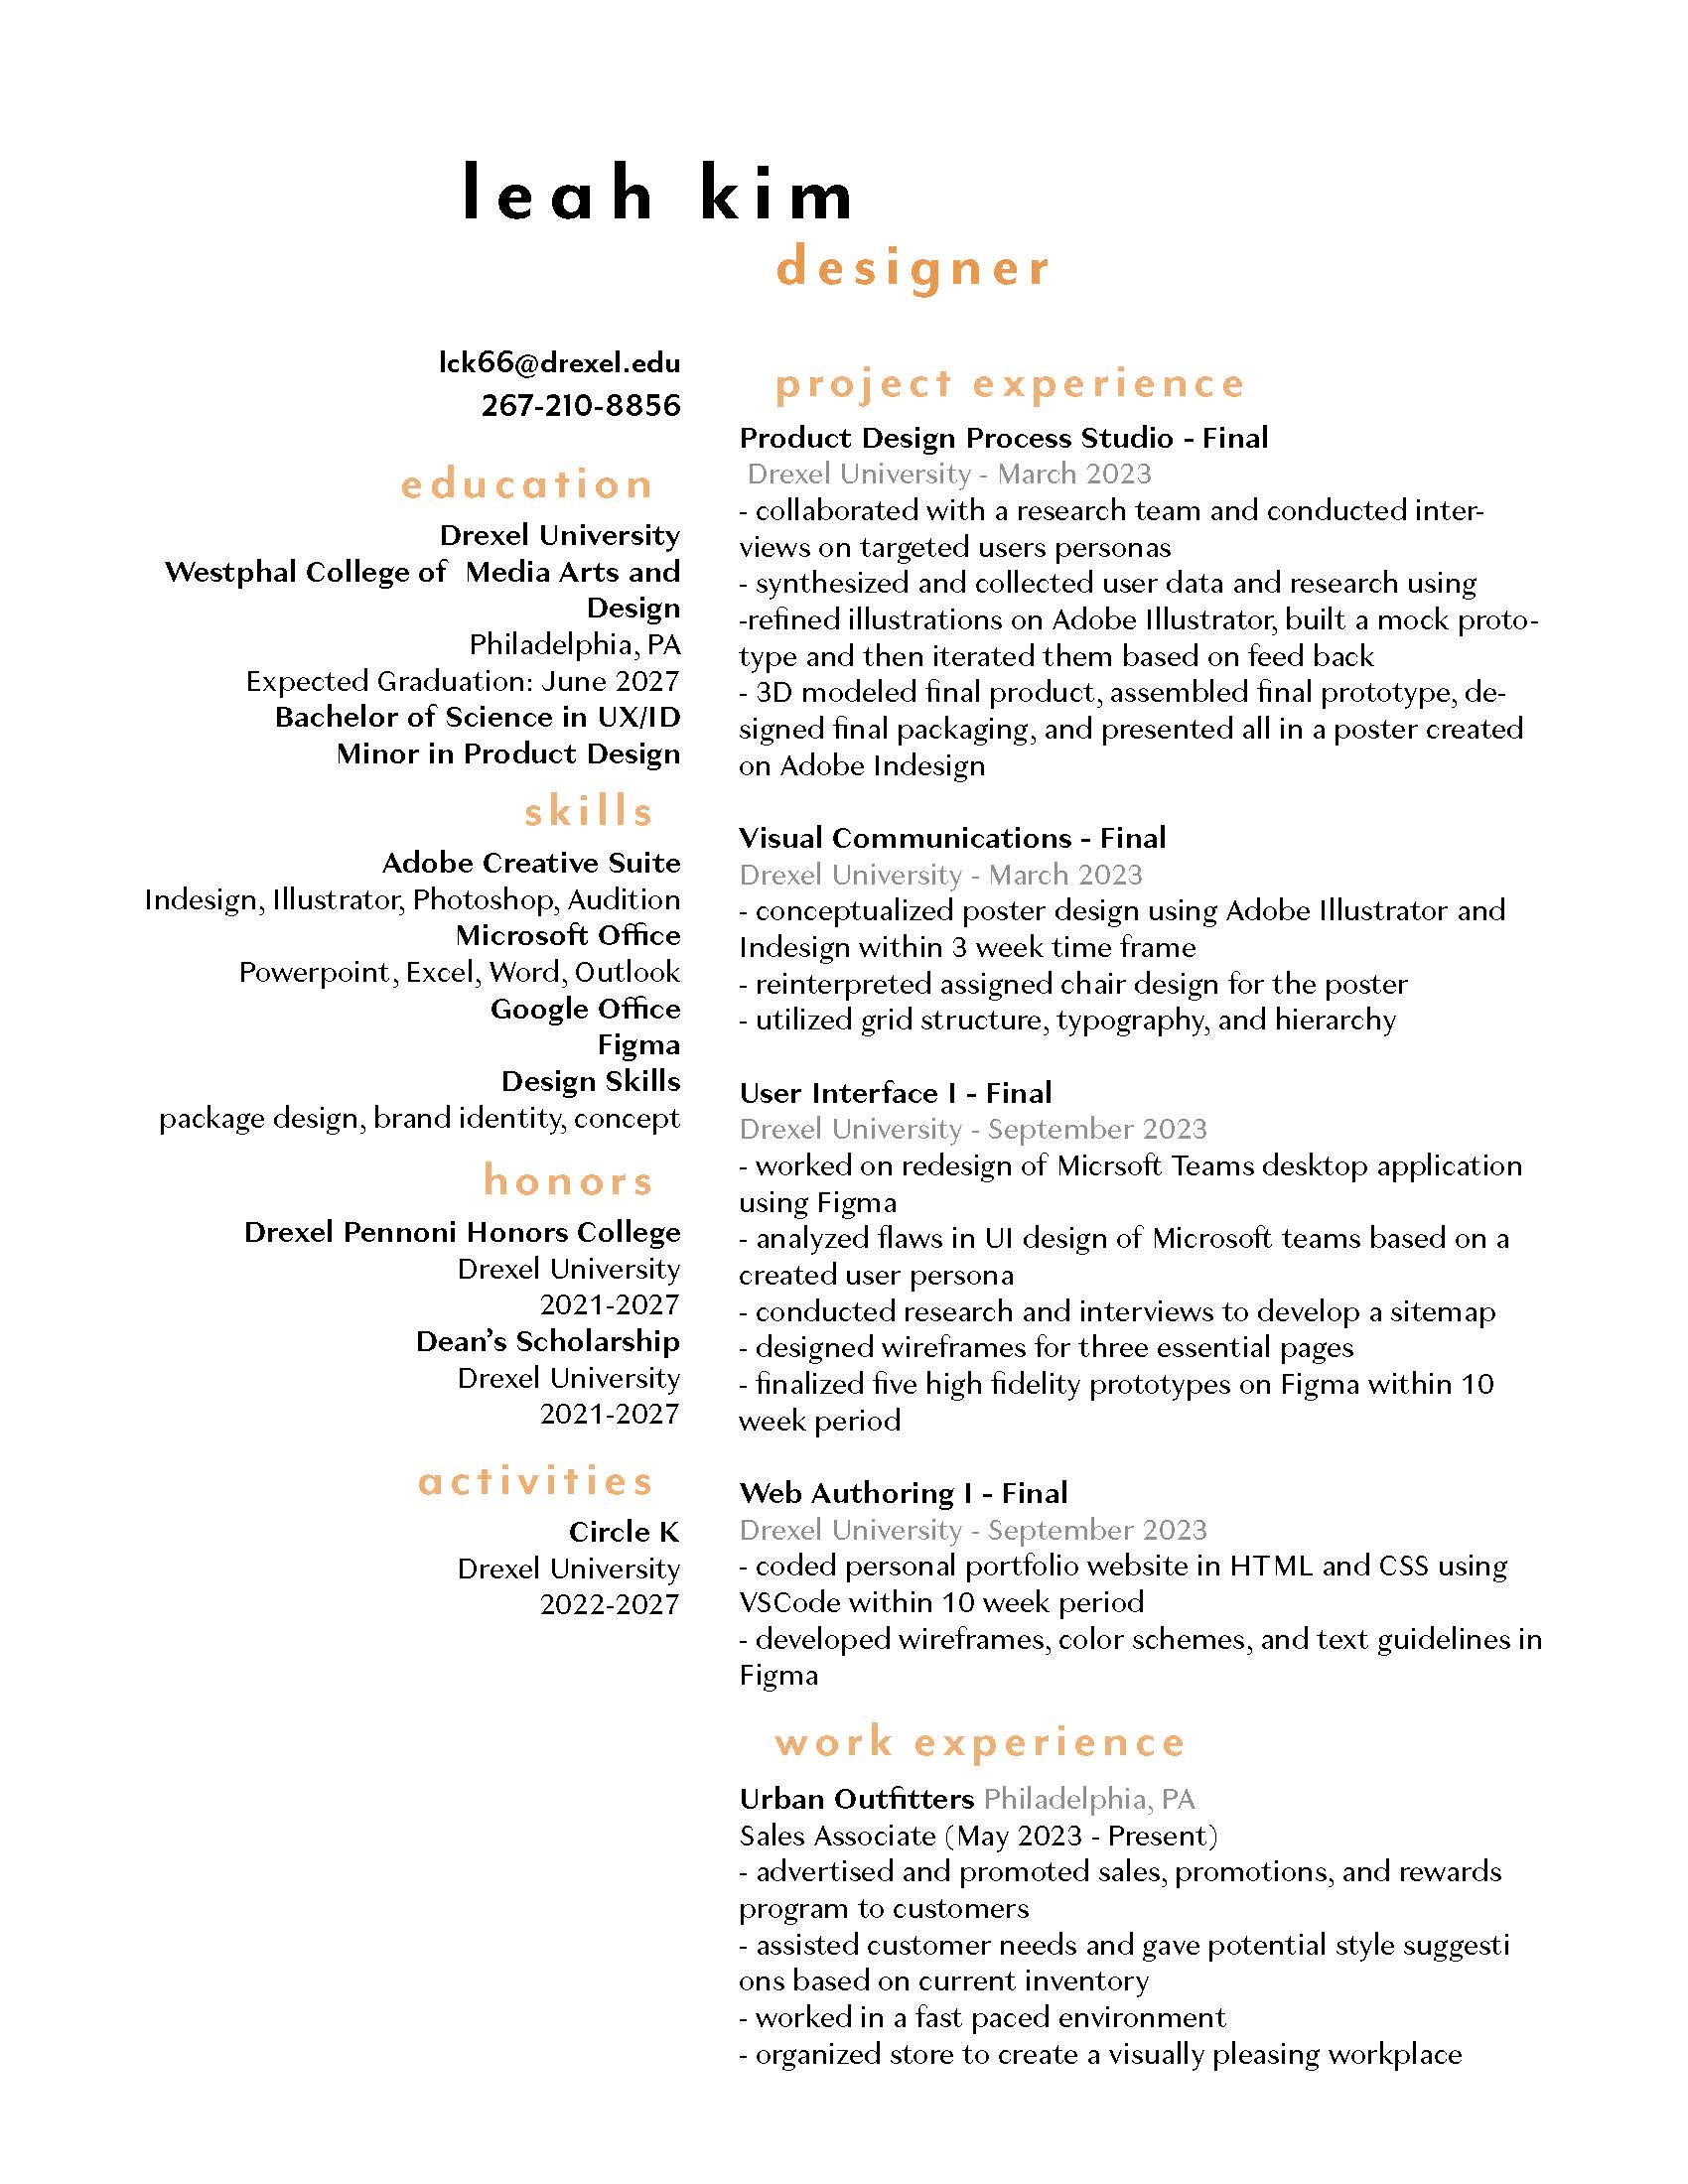 leah kim
designer
lck66@drexel.edu
267-210-8856
education
Drexel University
Westphal College of Media Arts and
Design
Philadelphia, PA
Expected Graduation: June 2027
Bachelor of Science in UX/ID
Minor in Product Design
skills
Adobe Creative Suite
Indesign, Illustrator, Photoshop, Audition
Microsoft Office
Powerpoint, Excel, Word, Outlook
Google Office
Figma
Design Skills
package design, brand identity, concept
honors
Drexel Pennoni Honors College
Drexel University
2021-2027
Dean’s Scholarship
Drexel University
2021-2027
activities
Circle K
Drexel University
2022-2027
project experience
Product Design Process Studio - Final
Drexel University - March 2023
- collaborated with a research team and conducted inter-
views on targeted users personas
- synthesized and collected user data and research using
-refined illustrations on Adobe Illustrator, built a mock proto-
type and then iterated them based on feed back
- 3D modeled final product, assembled final prototype, de-
signed final packaging, and presented all in a poster created
on Adobe Indesign
Visual Communications - Final
Drexel University - March 2023
- conceptualized poster design using Adobe Illustrator and
Indesign within 3 week time frame
- reinterpreted assigned chair design for the poster
- utilized grid structure, typography, and hierarchy
User Interface I - Final
Drexel University - September 2023
- worked on redesign of Micrsoft Teams desktop application
using Figma
- analyzed flaws in UI design of Microsoft teams based on a
created user persona
- conducted research and interviews to develop a sitemap
- designed wireframes for three essential pages
- finalized five high fidelity prototypes on Figma within 10
week period
Web Authoring I - Final
Drexel University - September 2023
- coded personal portfolio website in HTML and CSS using
VSCode within 10 week period
- developed wireframes, color schemes, and text guidelines in
Figma
work experience
Urban Outfitters Philadelphia, PA
Sales Associate (May 2023 - Present)
- advertised and promoted sales, promotions, and rewards
program to customers
- assisted customer needs and gave potential style suggesti
ons based on current inventory
- worked in a fast paced environment
- organized store to create a visually pleasing workplace